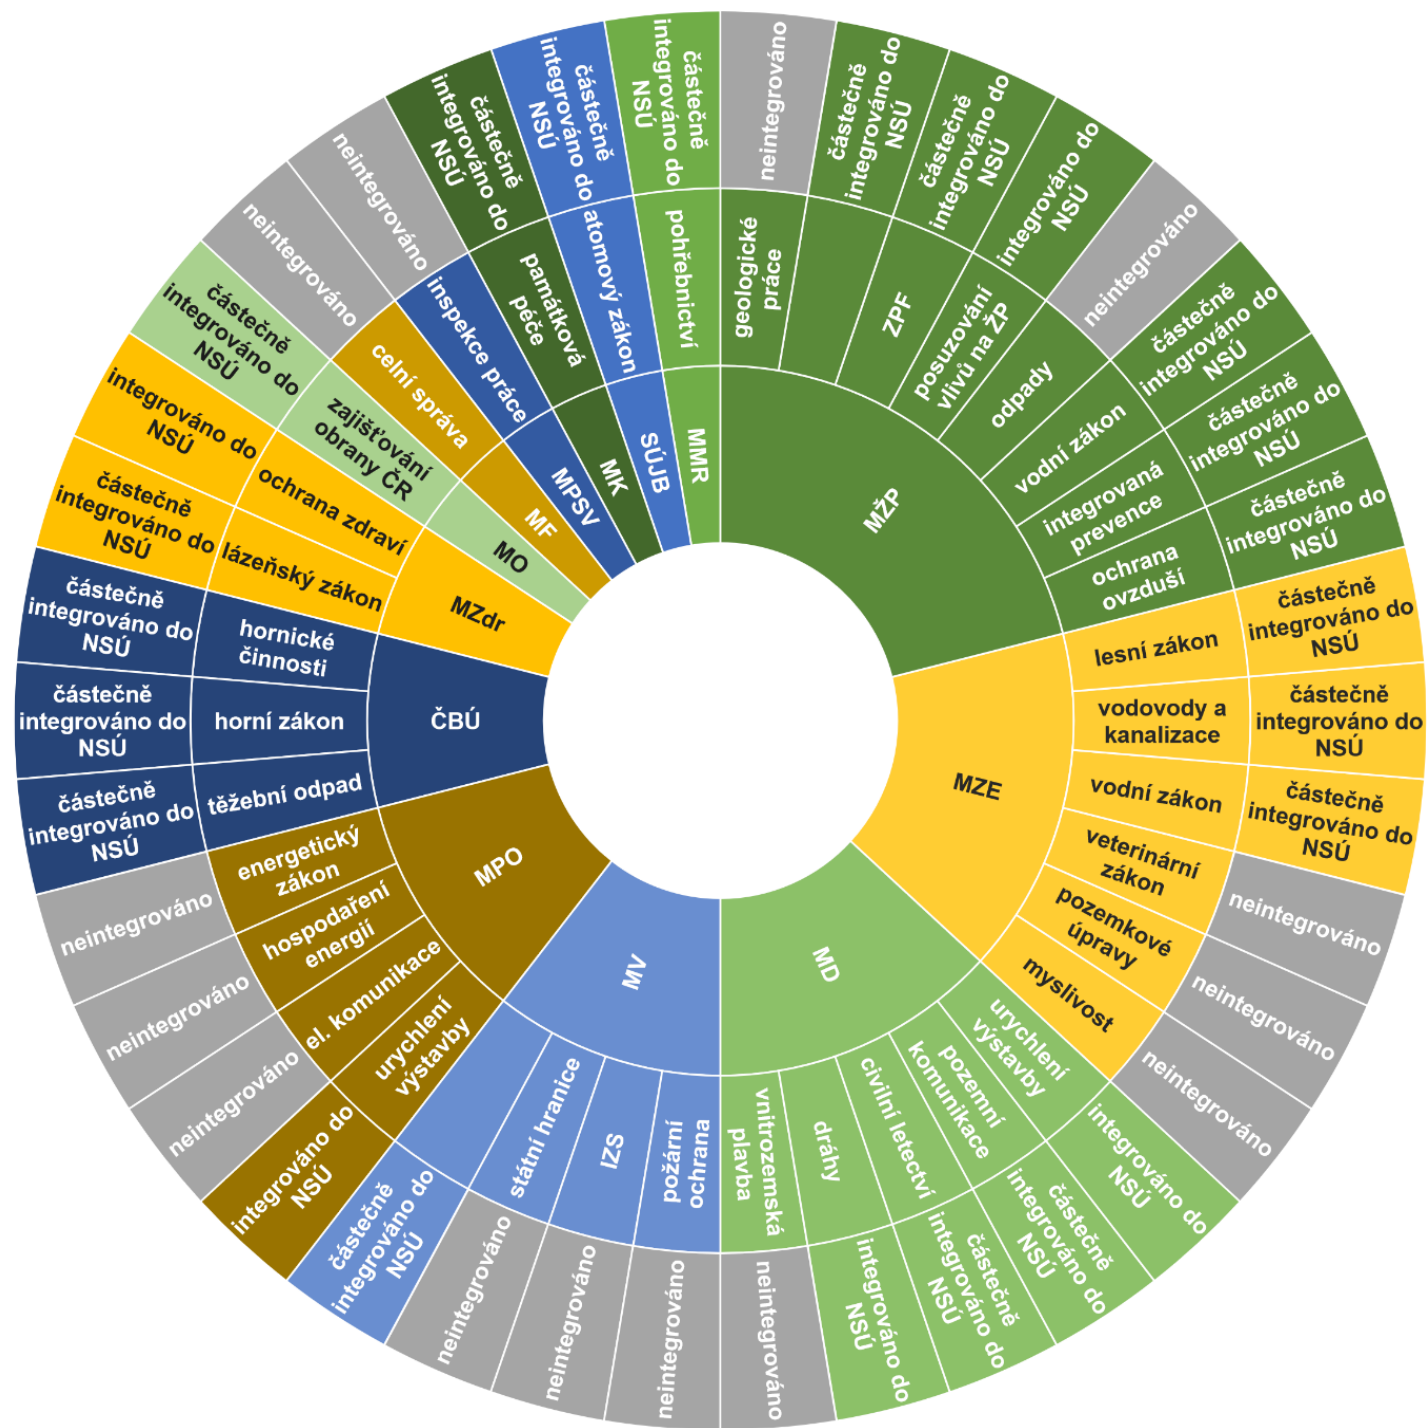 MŽP
geologické
práce
neintegrováno
částečně
integrováno do
NSÚ
ZPF
částečně
integrováno do
NSÚ
posuzování
vlivů na ŽP
integrováno do
NSÚ
odpady
neintegrováno
vodní zákon
částečně
integrováno do
NSÚ
integrovaná
prevence
částečně
integrováno do
NSÚ
ochrana
ovzduší
částečně
integrováno do
NSÚ
MZE
lesní zákon
částečně
integrováno do
NSÚ
vodovody a
kanalizace
částečně
integrováno do
NSÚ
vodní zákon
částečně
integrováno do
NSÚ
veterinární
zákon
neintegrováno
pozemkové
úpravy
neintegrováno
myslivost
neintegrováno
MD
urychlení
výstavby
integrováno do
NSÚ
pozemní
komunikace
částečně
integrováno do
NSÚ
civilní letectví
částečně
integrováno do
NSÚ
dráhy
integrováno do
NSÚ
vnitrozemská
plavba
neintegrováno
MV
požární
ochrana
neintegrováno
IZS
neintegrováno
státní hranice
neintegrováno
částečně
integrováno do
NSÚ
MPO
urychlení
výstavby
integrováno do
NSÚ
el. komunikace
neintegrováno
hospodaření
energií
neintegrováno
energetický
zákon
neintegrováno
ČBÚ
těžební odpad
částečně
integrováno do
NSÚ
horní zákon
částečně
integrováno do
NSÚ
hornické
činnosti
částečně
integrováno do
NSÚ
MZdr
lázeňský zákon
částečně
integrováno do
NSÚ
ochrana zdraví
integrováno do
NSÚ
MO
zajišťování
obrany ČR
částečně
integrováno do
NSÚ
MF
celní správa
neintegrováno
MPSV
inspekce práce
neintegrováno
MK
památková
péče
částečně
integrováno do
NSÚ
SÚJB
atomový zákon
částečně
integrováno do
NSÚ
MMR
pohřebnictví
částečně
integrováno do
NSÚ